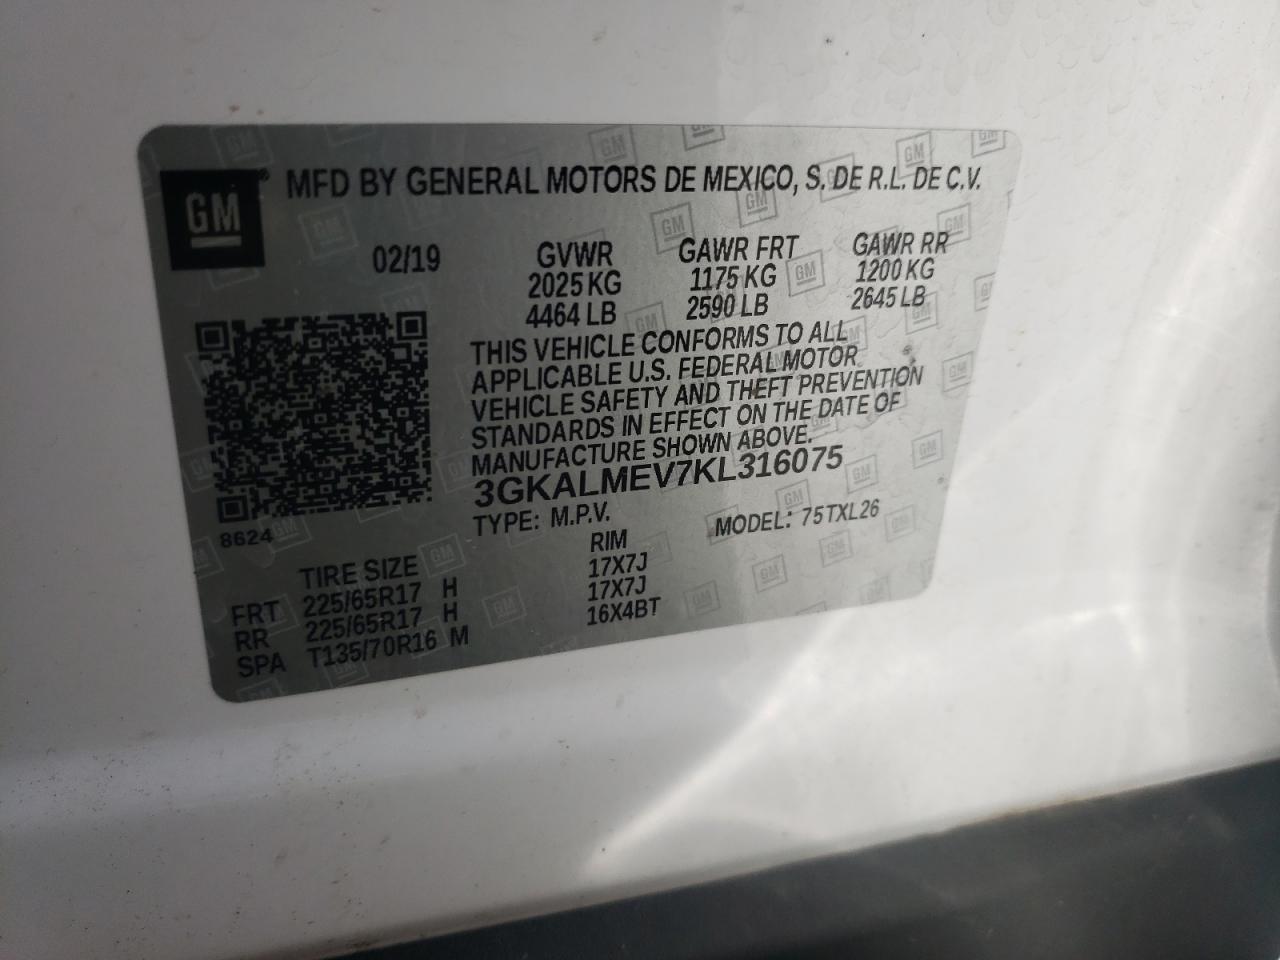 GM® MFD BY GENERAL MOTORS DE MEXICO, S. DE R.L. DE C.V.
02/19 GVWR GAWR FRT GAWR RR
2025 KG 1175 KG 1200 KG
4464 LB 2590 LB 2645 LB
THIS VEHICLE CONFORMS TO ALL
APPLICABLE U.S. FEDERAL MOTOR
VEHICLE SAFETY AND THEFT PREVENTION
STANDARDS IN EFFECT ON THE DATE OF
MANUFACTURE SHOWN ABOVE.
3GKALMEV7KL316075
8624 TYPE: M.P.V. MODEL: 75TXL26
TIRE SIZE RIM
FRT 225/65R17 H 17X7J
RR 225/65R17 H 17X7J
SPA T135/70R16 M 16X4BT